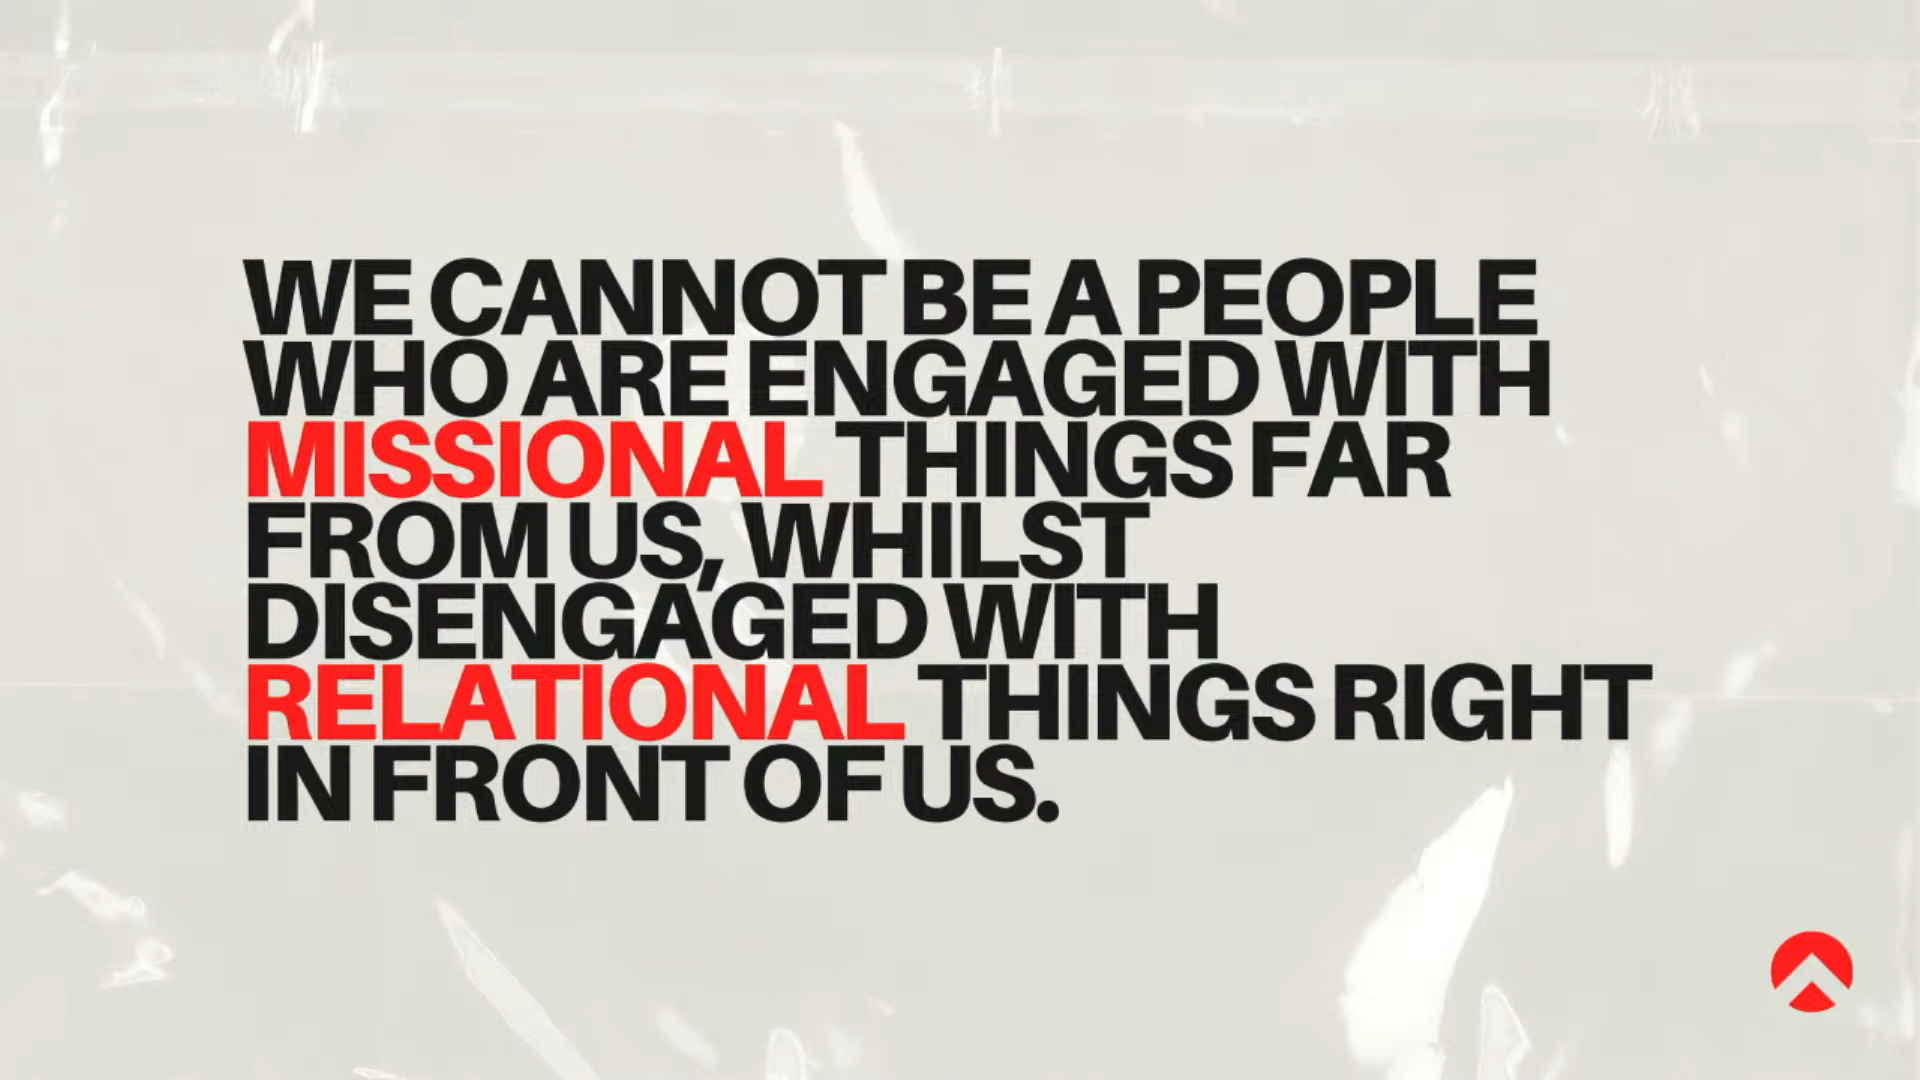 WE CANNOT BE A PEOPLE
WHO ARE ENGAGED WITH
MISSIONAL THINGS FAR
FROM US, WHILST
DISENGAGED WITH
RELATIONAL THINGS RIGHT
IN FRONT OF US.